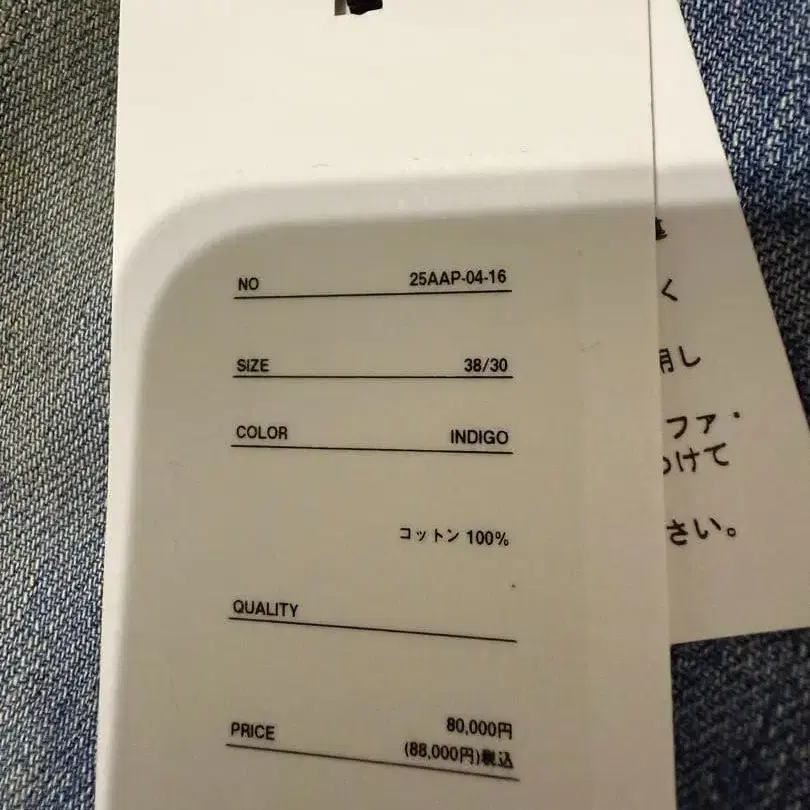 NO 25AAP-04-16
SIZE 38/30
COLOR INDIGO
コットン 100%
QUALITY
PRICE 80,000円
(88,000円)税込
く
用し
ファ・
つけて
さい。